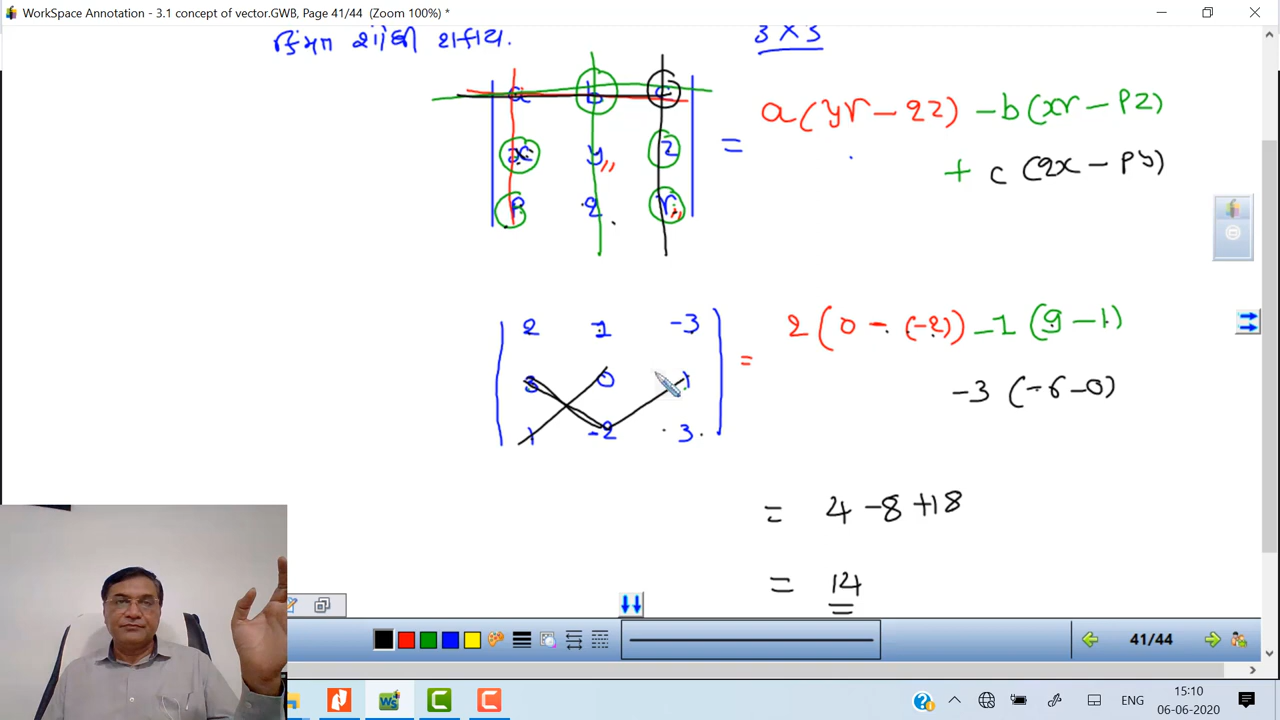 WorkSpace Annotation - 3.1 concept of vector.GWB, Page 41/44 (Zoom 100%) *
3 × 3
a b c
x y z
p q r
= a(yr - qz) - b(xr - pz)
+ c (qx - py)
2 1 -3
3 0 1
1 -2 3
= 2 (0 - (-2)) - 1 (9 - 1)
-3 (-6 - 0)
= 4 - 8 + 18
= 14
41/44
ENG
15:10
06-06-2020